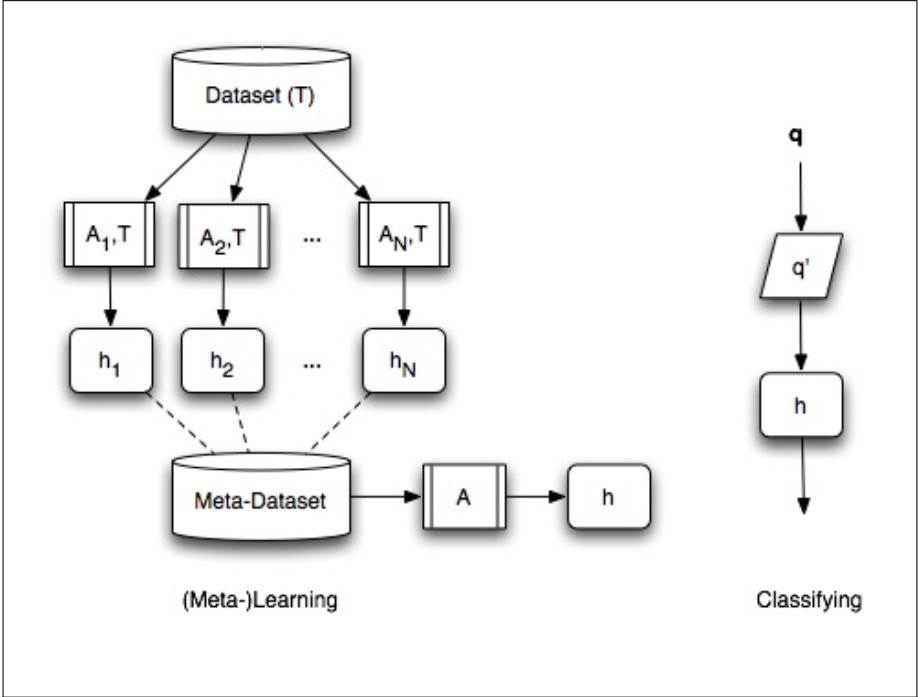 Dataset (T)
q
A1,T
A2,T
...
AN,T
q'
h1
h2
...
hN
h
Meta-Dataset
A
h
(Meta-)Learning
Classifying